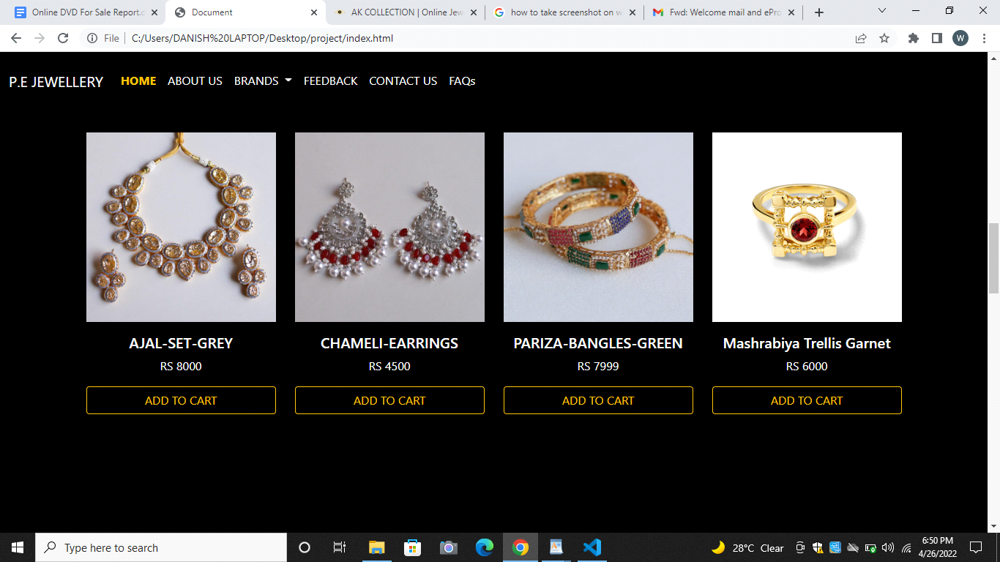 Online DVD For Sale Report.d
Document
AK COLLECTION | Online Jew
how to take screenshot on w
Fwd: Welcome mail and ePro
File
C:/Users/DANISH%20LAPTOP/Desktop/project/index.html
W
P.E JEWELLERY HOME ABOUT US BRANDS FEEDBACK CONTACT US FAQs
AJAL-SET-GREY
RS 8000
ADD TO CART
CHAMELI-EARRINGS
RS 4500
ADD TO CART
PARIZA-BANGLES-GREEN
RS 7999
ADD TO CART
Mashrabiya Trellis Garnet
RS 6000
ADD TO CART
Type here to search
28°C Clear
6:50 PM
4/26/2022